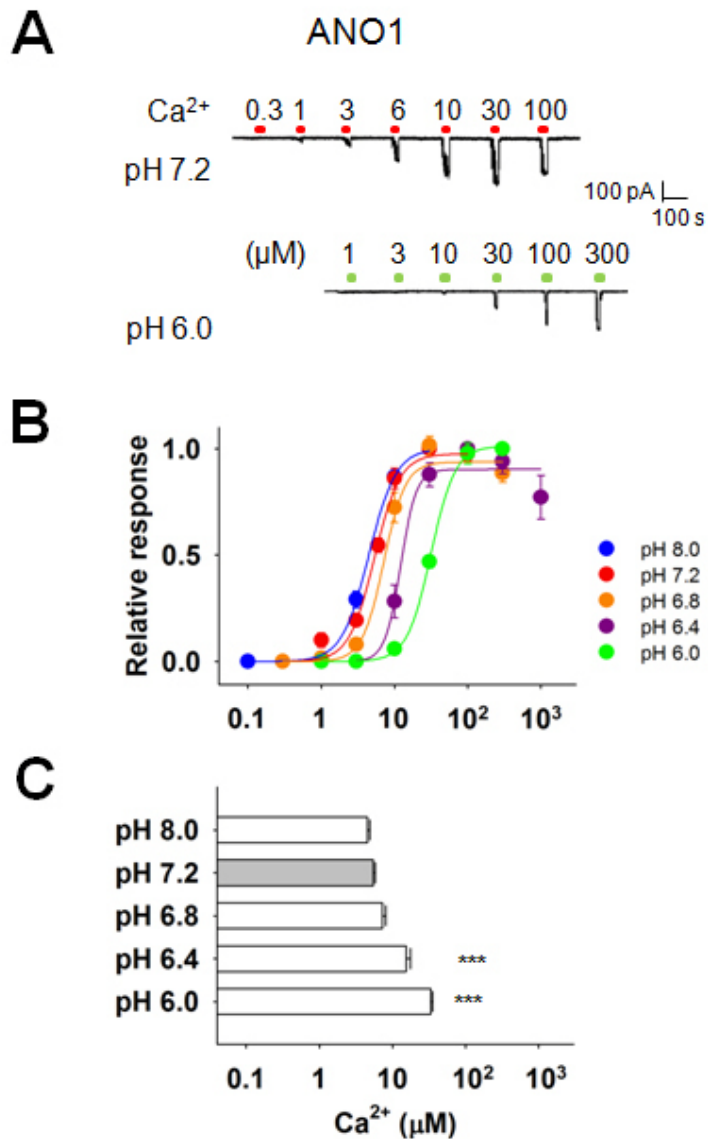 A
ANO1
Ca²⁺ 0.3 1 3 6 10 30 100
pH 7.2
100 pA
100 s
(μM) 1 3 10 30 100 300
pH 6.0
B
Relative response
1.0
0.5
0.0
0.1 1 10 10² 10³
pH 8.0
pH 7.2
pH 6.8
pH 6.4
pH 6.0
C
pH 8.0
pH 7.2
pH 6.8
pH 6.4 ***
pH 6.0 ***
0.1 1 10 10² 10³
Ca²⁺ (μM)